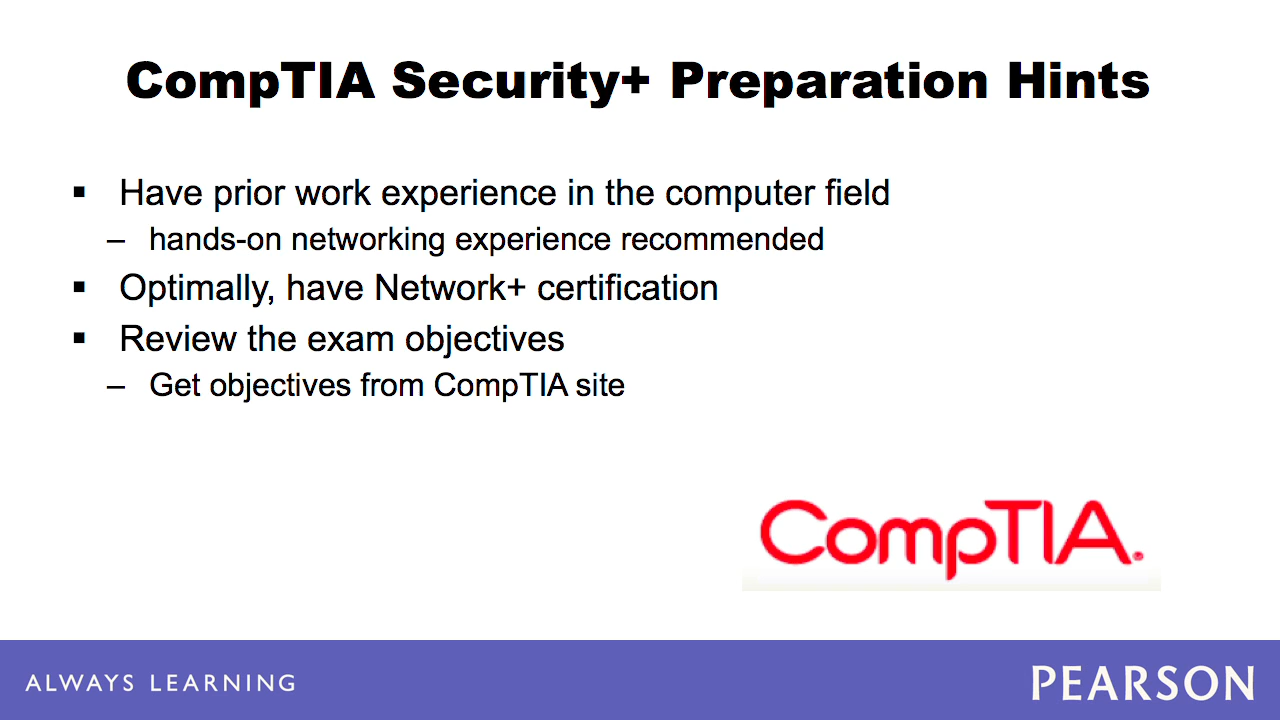 CompTIA Security+ Preparation Hints
▪ Have prior work experience in the computer field
– hands-on networking experience recommended
▪ Optimally, have Network+ certification
▪ Review the exam objectives
– Get objectives from CompTIA site
CompTIA.
ALWAYS LEARNING
PEARSON